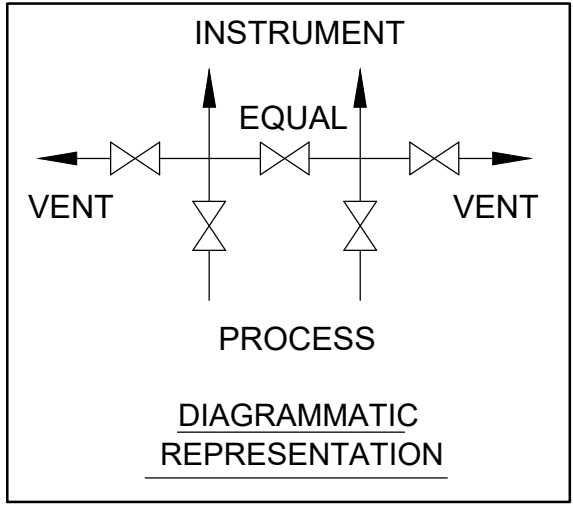 INSTRUMENT
EQUAL
VENT
VENT
PROCESS
DIAGRAMMATIC
REPRESENTATION